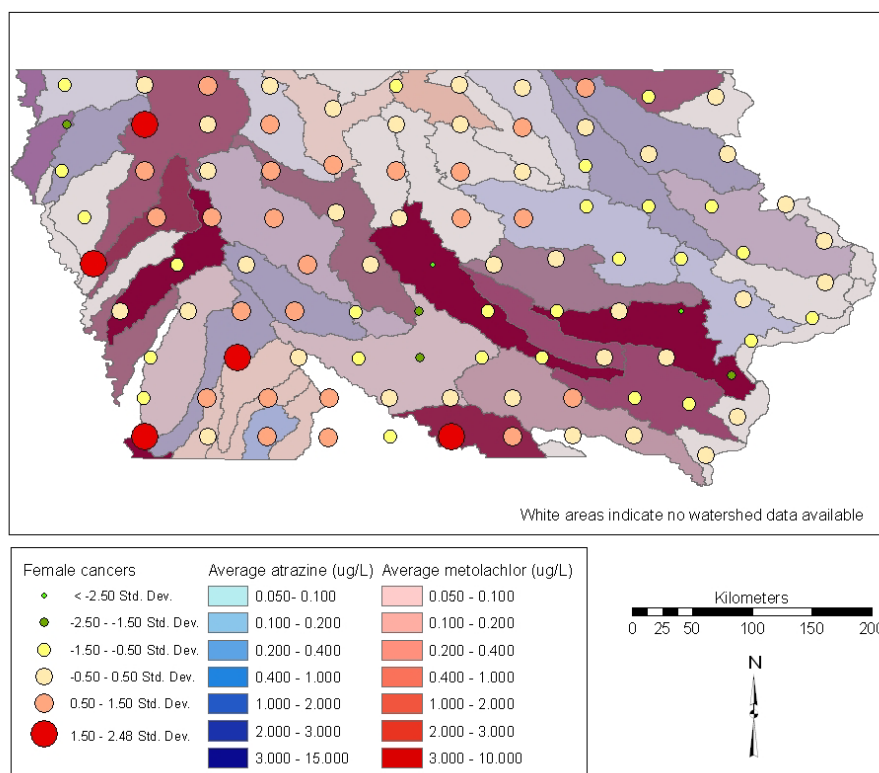 White areas indicate no watershed data available
Female cancers
< -2.50 Std. Dev.
-2.50 - -1.50 Std. Dev.
-1.50 - -0.50 Std. Dev.
-0.50 - 0.50 Std. Dev.
0.50 - 1.50 Std. Dev.
1.50 - 2.48 Std. Dev.
Average atrazine (ug/L)
0.050- 0.100
0.100 - 0.200
0.200 - 0.400
0.400 - 1.000
1.000 - 2.000
2.000 - 3.000
3.000 - 15.000
Average metolachlor (ug/L)
0.050 - 0.100
0.100 - 0.200
0.200 - 0.400
0.400 - 1.000
1.000 - 2.000
2.000 - 3.000
3.000 - 10.000
Kilometers
0 25 50 100 150 200
N